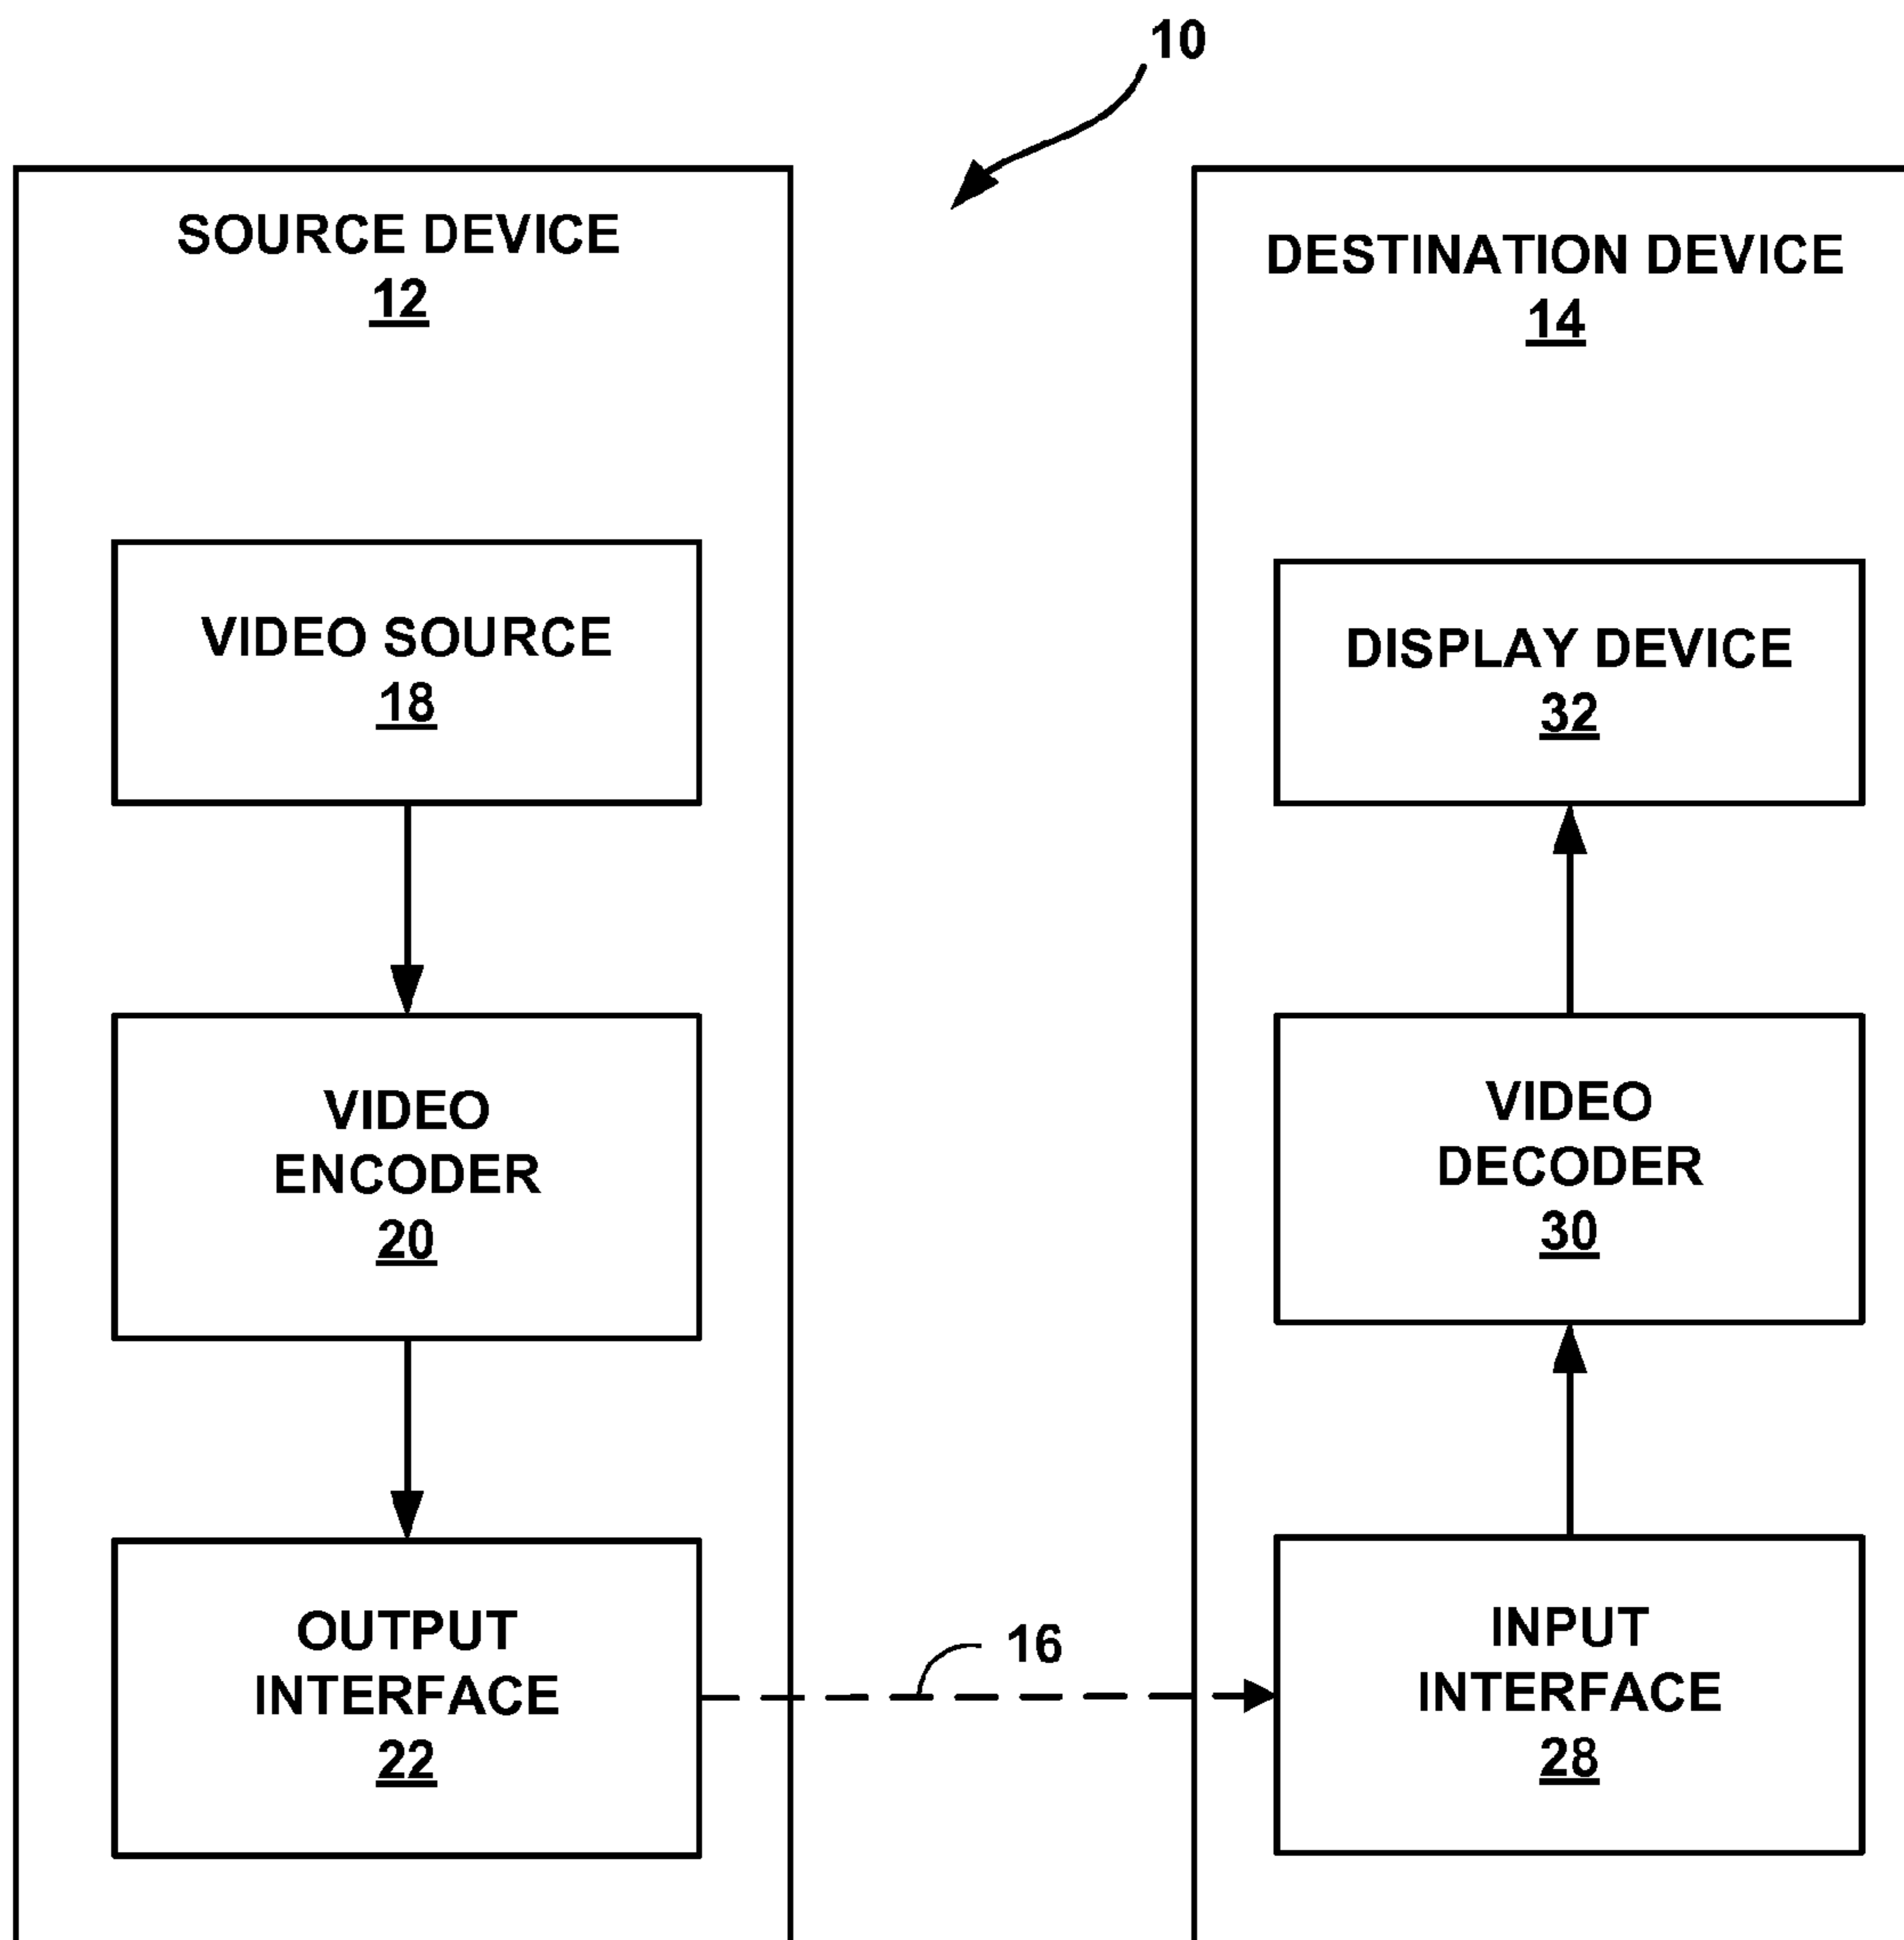 10
SOURCE DEVICE
12
VIDEO SOURCE
18
VIDEO
ENCODER
20
OUTPUT
INTERFACE
22
16
DESTINATION DEVICE
14
DISPLAY DEVICE
32
VIDEO
DECODER
30
INPUT
INTERFACE
28